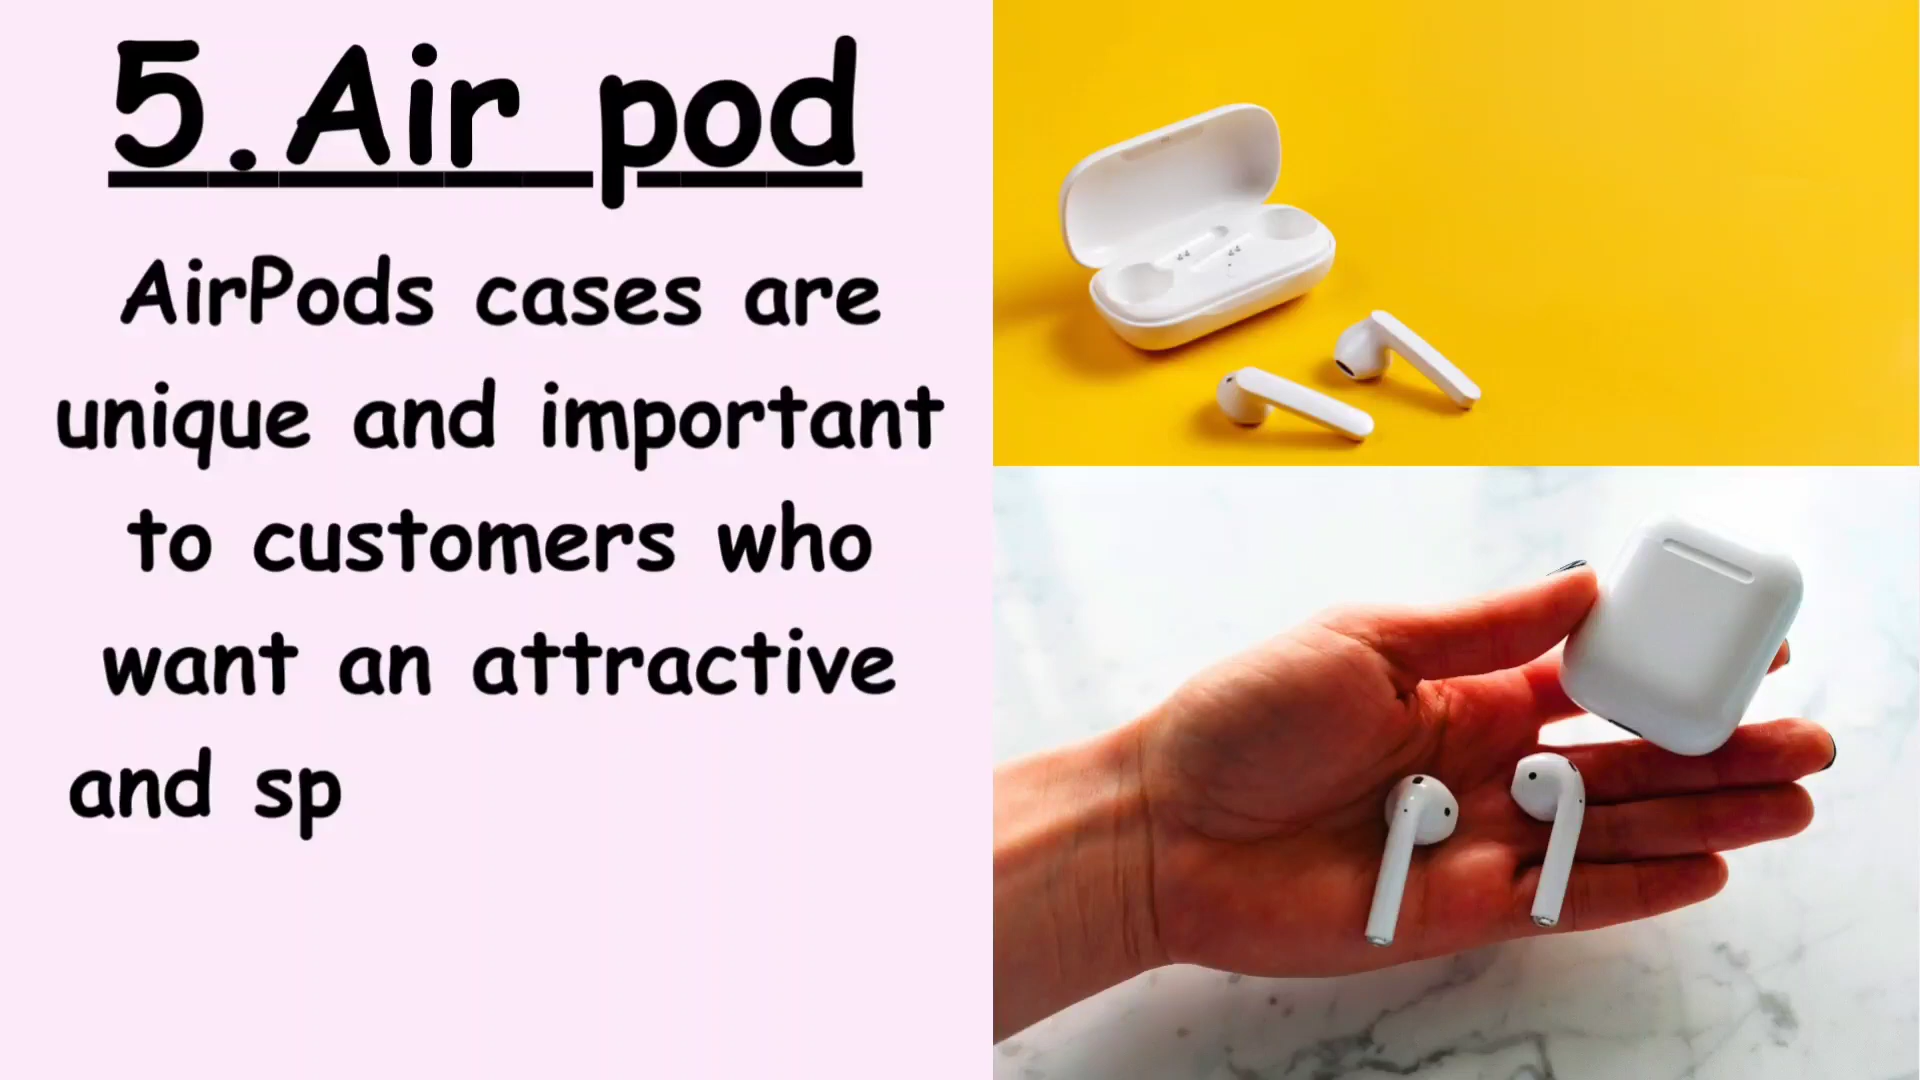 5.Air pod
AirPods cases are
unique and important
to customers who
want an attractive
and sp